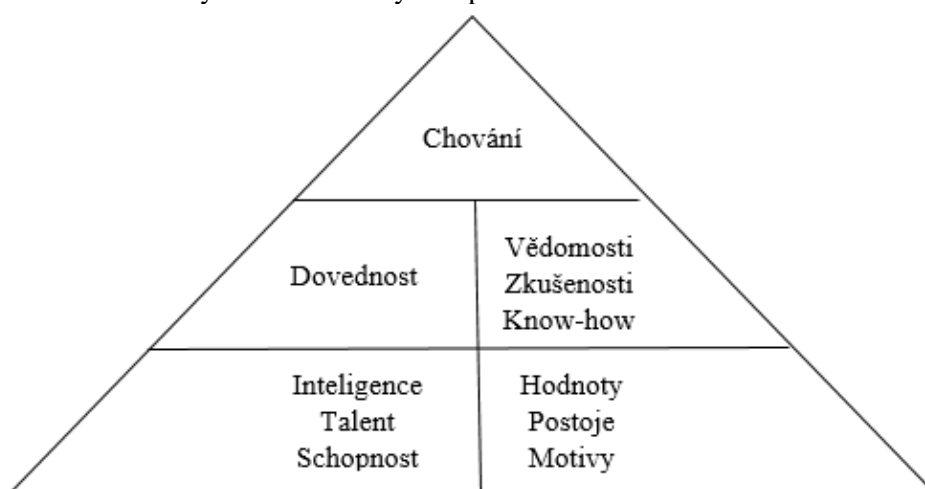 Chování
Dovednost
Vědomosti
Zkušenosti
Know-how
Inteligence
Talent
Schopnost
Hodnoty
Postoje
Motivy